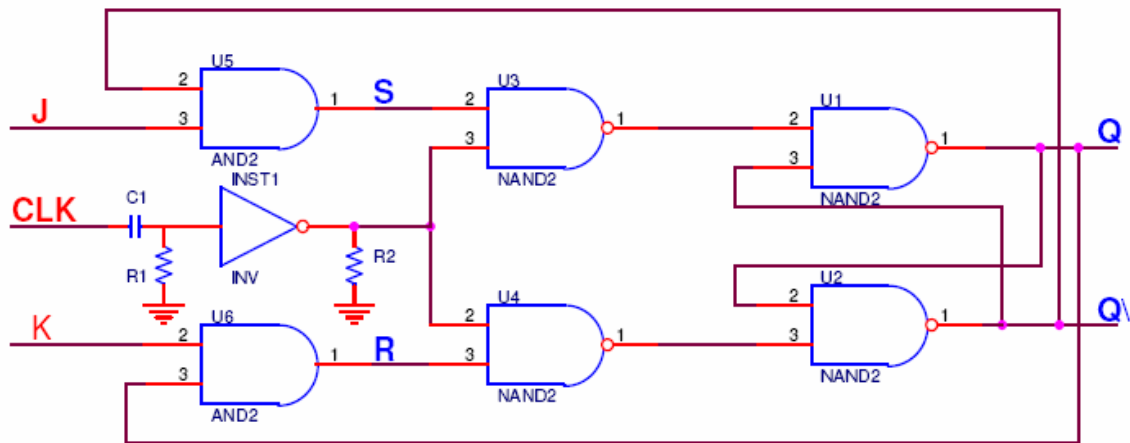 U5
2
J
3
1
AND2
S
U3
2
3
1
NAND2
U1
2
3
1
NAND2
Q
CLK
C1
R1
INST1
INV
R2
K
U6
2
3
1
AND2
R
U4
2
3
1
NAND2
U2
2
3
1
NAND2
Q\